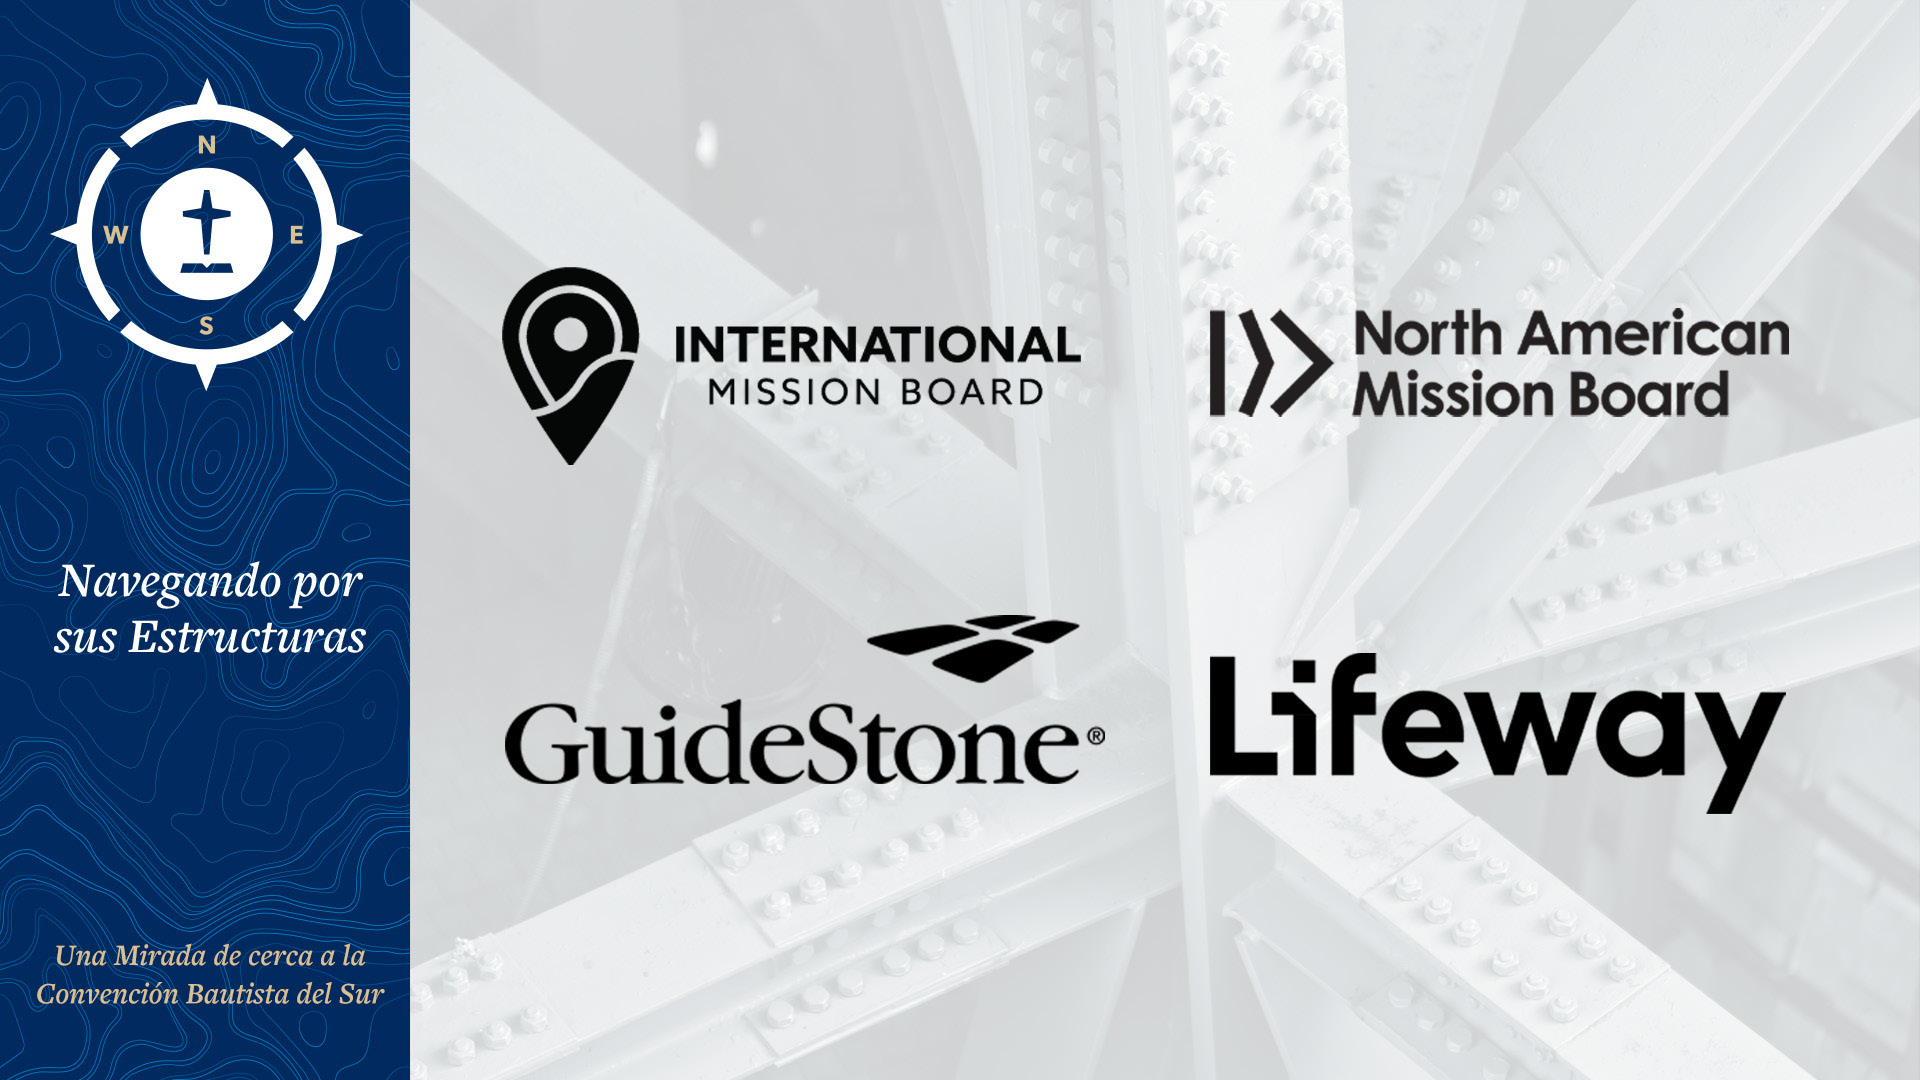 N
W
E
S
Navegando por
sus Estructuras
Una Mirada de cerca a la
Convención Bautista del Sur
INTERNATIONAL
MISSION BOARD
North American
Mission Board
GuideStone®
Lifeway